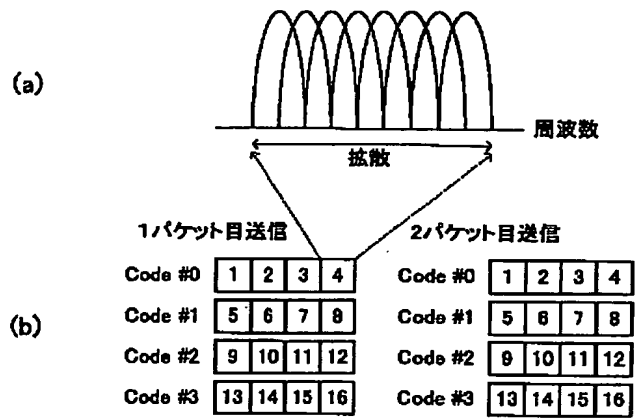 (a)
周波数
拡散
1パケット目送信
2パケット目送信
(b)
Code #0 1 2 3 4
Code #1 5 6 7 8
Code #2 9 10 11 12
Code #3 13 14 15 16
Code #0 1 2 3 4
Code #1 5 6 7 8
Code #2 9 10 11 12
Code #3 13 14 15 16